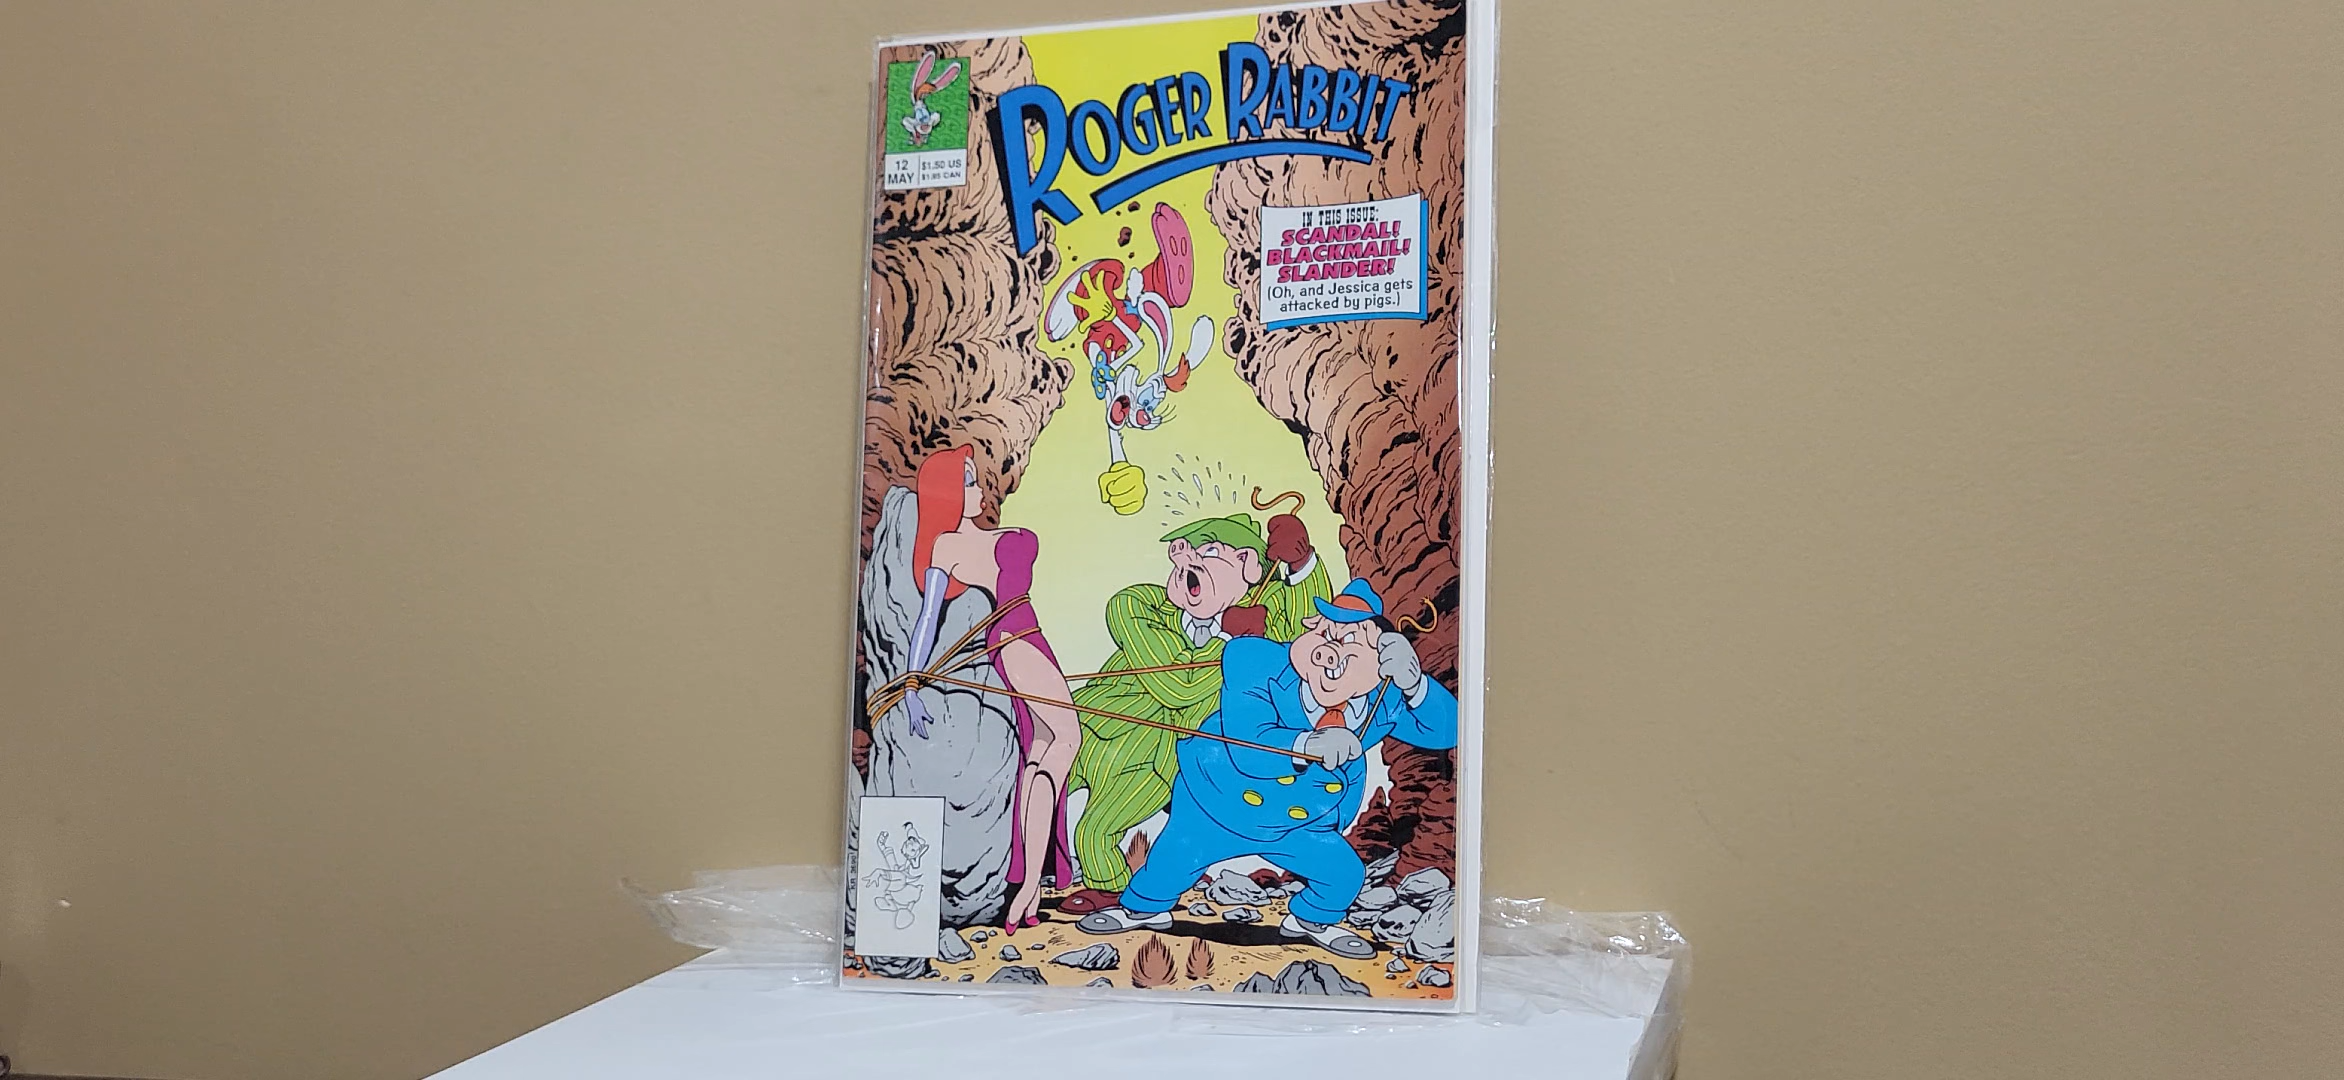 ROGER RABBIT
12
MAY
$1.50 US
$1.85 CAN
IN THIS ISSUE:
SCANDAL!
BLACKMAIL!
SLANDER!
(Oh, and Jessica gets
attacked by pigs.)